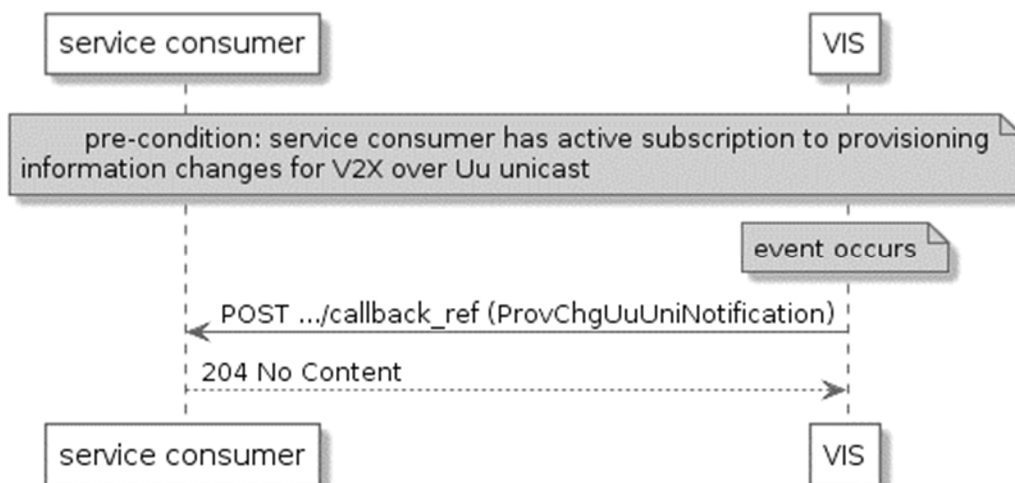 service consumer
VIS
pre-condition: service consumer has active subscription to provisioning
information changes for V2X over Uu unicast
event occurs
POST .../callback_ref (ProvChgUuUniNotification)
204 No Content
service consumer
VIS